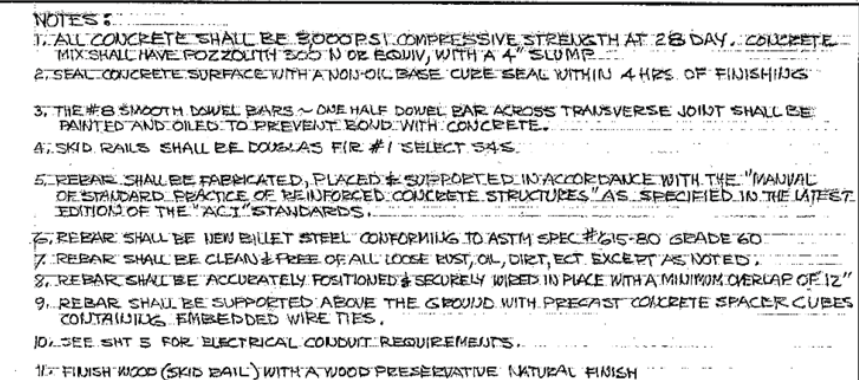 NOTES:
1. ALL CONCRETE SHALL BE 3,000 PSI COMPRESSIVE STRENGTH AT 28 DAY. CONCRETE
MIX SHALL HAVE POZZOLITH 300 N OR EQUIV, WITH A 4" SLUMP
2. SEAL CONCRETE SURFACE WITH A NON-OIL BASE CURE SEAL WITHIN 4 HRS OF FINISHING
3. THE #8 SMOOTH DOWEL BARS ~ ONE HALF DOWEL BAR ACROSS TRANSVERSE JOINT SHALL BE
PAINTED AND OILED TO PREVENT BOND WITH CONCRETE.
4. SKID RAILS SHALL BE DOUGLAS FIR #1 SELECT S4S
5. REBAR SHALL BE FABRICATED, PLACED & SUPPORTED IN ACCORDANCE WITH THE "MANUAL
OF STANDARD PRACTICE OF REINFORCED CONCRETE STRUCTURES" AS SPECIFIED IN THE LATEST
EDITION OF THE "ACI" STANDARDS.
6. REBAR SHALL BE NEW BILLET STEEL CONFORMING TO ASTM SPEC #615-80 GRADE 60
7. REBAR SHALL BE CLEAN & FREE OF ALL LOOSE RUST, OIL, DIRT, ECT. EXCEPT AS NOTED.
8. REBAR SHALL BE ACCURATELY POSITIONED & SECURELY WIRED IN PLACE WITH A MINIMUM OVERLAP OF 12"
9. REBAR SHALL BE SUPPORTED ABOVE THE GROUND WITH PRECAST CONCRETE SPACER CUBES
CONTAINING EMBEDDED WIRE TIES.
10. SEE SHT 5 FOR ELECTRICAL CONDUIT REQUIREMENTS.
11. FINISH WOOD (SKID RAIL) WITH A WOOD PRESERVATIVE NATURAL FINISH